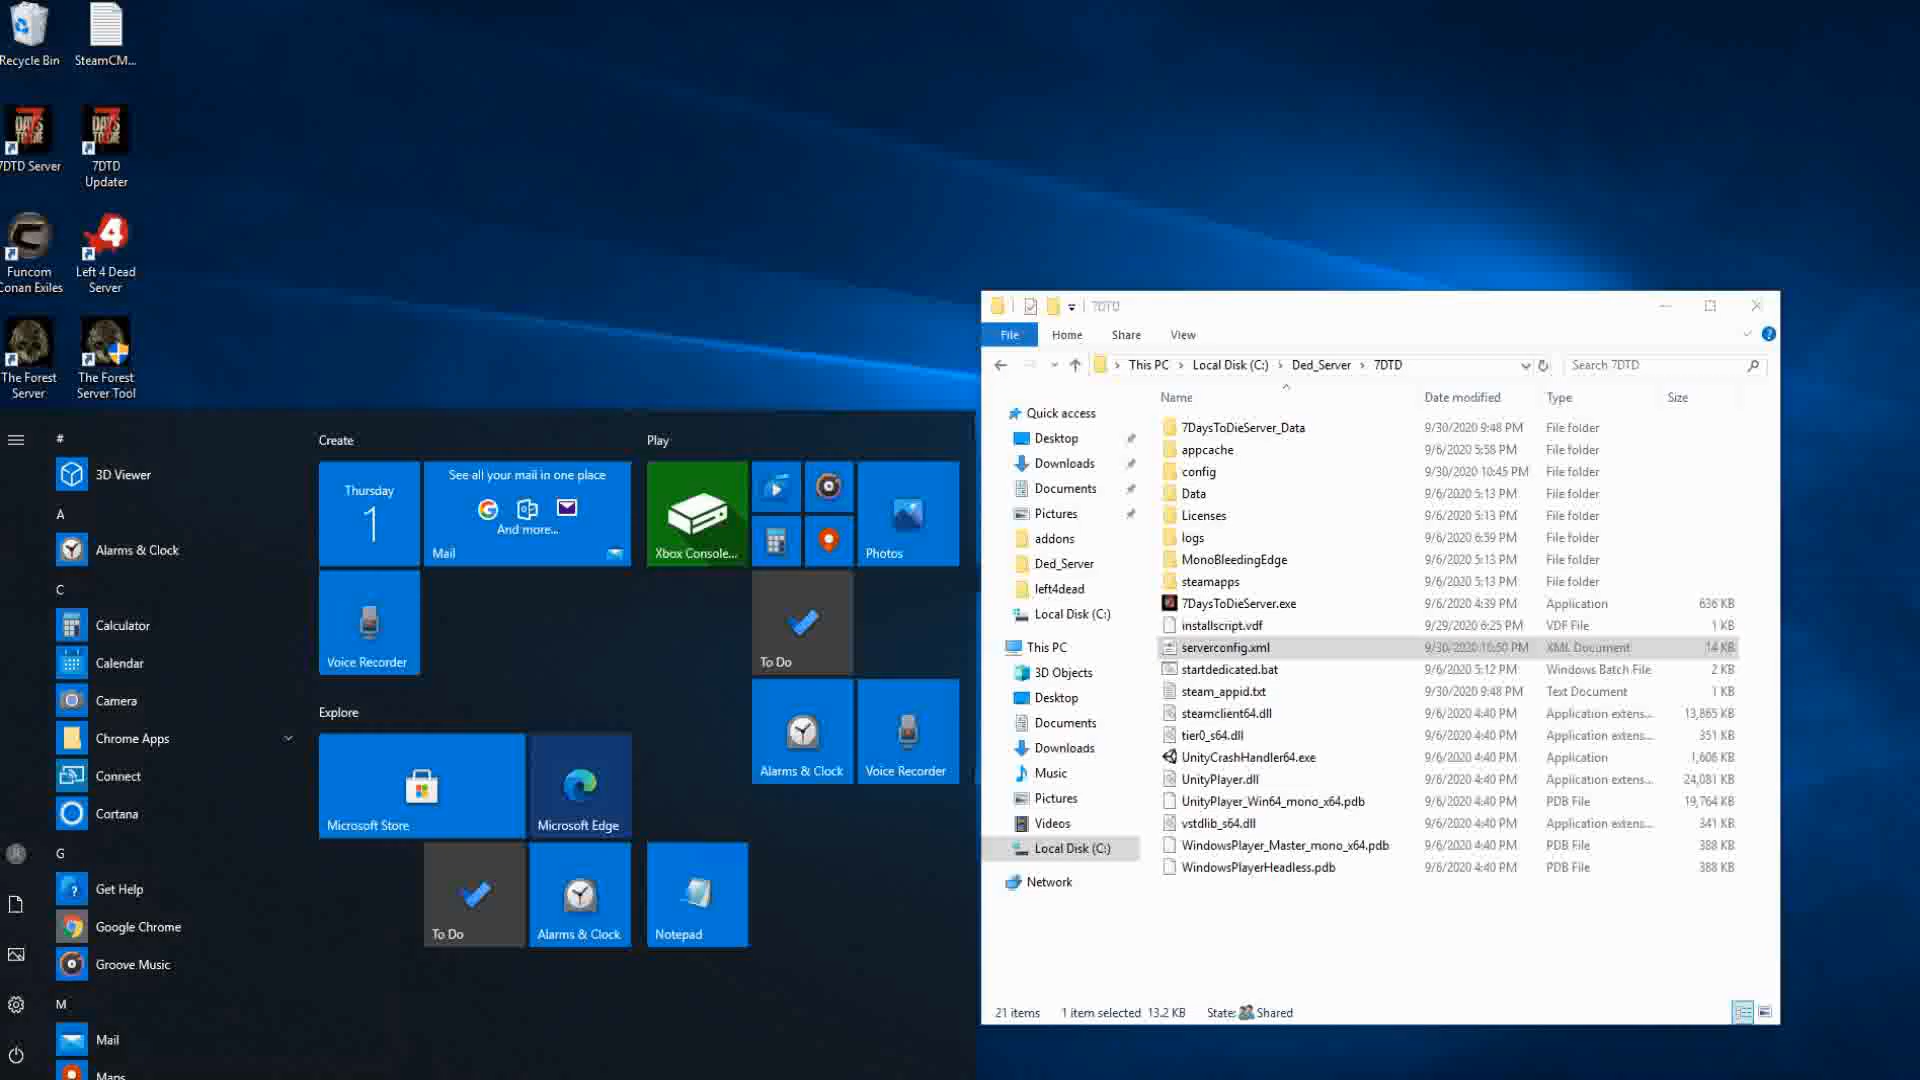 Recycle Bin
SteamCM...
7DTD Server
7DTD
Updater
Funcom
Conan Exiles
Left 4 Dead
Server
The Forest
Server
The Forest
Server Tool
#
3D Viewer
A
Alarms & Clock
C
Calculator
Calendar
Camera
Chrome Apps
Connect
Cortana
G
Get Help
Google Chrome
Groove Music
M
Mail
Maps
Create
Thursday
1
See all your mail in one place
And more...
Mail
Voice Recorder
Explore
Microsoft Store
Microsoft Edge
To Do
Alarms & Clock
Play
Xbox Console...
Photos
To Do
Alarms & Clock
Voice Recorder
Notepad
7DTD
File Home Share View
This PC > Local Disk (C:) > Ded_Server > 7DTD
Search 7DTD
Quick access
Desktop
Downloads
Documents
Pictures
addons
Ded_Server
left4dead
Local Disk (C:)
This PC
3D Objects
Desktop
Documents
Downloads
Music
Pictures
Videos
Local Disk (C:)
Network
Name Date modified Type Size
7DaysToDieServer_Data 9/30/2020 9:48 PM File folder
appcache 9/6/2020 5:58 PM File folder
config 9/30/2020 10:45 PM File folder
Data 9/6/2020 5:13 PM File folder
Licenses 9/6/2020 5:13 PM File folder
logs 9/6/2020 6:59 PM File folder
MonoBleedingEdge 9/6/2020 5:13 PM File folder
steamapps 9/6/2020 5:13 PM File folder
7DaysToDieServer.exe 9/6/2020 4:39 PM Application 636 KB
installscript.vdf 9/29/2020 6:25 PM VDF File 1 KB
serverconfig.xml 9/30/2020 10:50 PM XML Document 14 KB
startdedicated.bat 9/6/2020 5:12 PM Windows Batch File 2 KB
steam_appid.txt 9/30/2020 9:48 PM Text Document 1 KB
steamclient64.dll 9/6/2020 4:40 PM Application extens... 13,865 KB
tier0_s64.dll 9/6/2020 4:40 PM Application extens... 351 KB
UnityCrashHandler64.exe 9/6/2020 4:40 PM Application 1,606 KB
UnityPlayer.dll 9/6/2020 4:40 PM Application extens... 24,081 KB
UnityPlayer_Win64_mono_x64.pdb 9/6/2020 4:40 PM PDB File 19,764 KB
vstdlib_s64.dll 9/6/2020 4:40 PM Application extens... 341 KB
WindowsPlayer_Master_mono_x64.pdb 9/6/2020 4:40 PM PDB File 388 KB
WindowsPlayerHeadless.pdb 9/6/2020 4:40 PM PDB File 388 KB
21 items 1 item selected 13.2 KB State: Shared